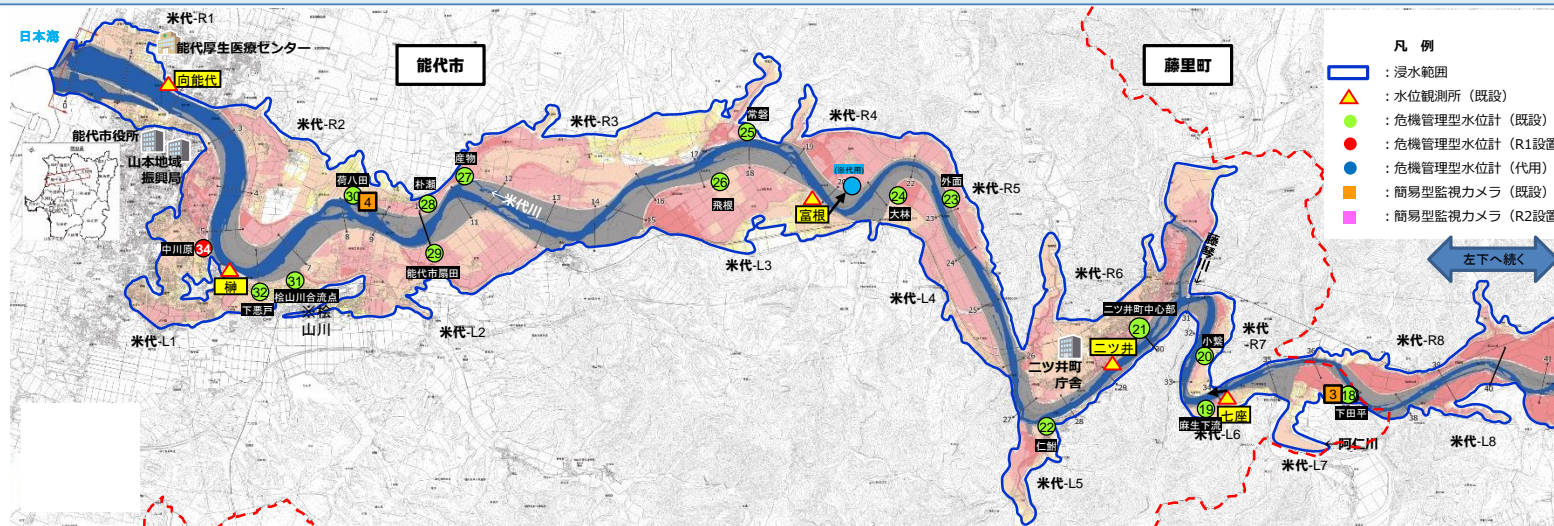 日本海
米代-R1
能代厚生医療センター
向能代
能代市
藤里町
凡 例
：浸水範囲
：水位観測所（既設）
：危機管理型水位計（既設）
：危機管理型水位計（R1設置
：危機管理型水位計（代用）
：簡易型監視カメラ（既設）
：簡易型監視カメラ（R2設置
左下へ続く
能代市役所
山本地域
振興局
米代-R2
荷八田
30
4
中川原
34
榊
32
下悪戸
31
桧山川合流点
※桧
山川
米代-L1
米代-L2
朴瀬
28
産物
27
29
能代市扇田
←米代川
米代-R3
常盤
25
26
飛根
米代-R4
(※代用)
富根
24
大林
外面
23
米代-R5
米代-L3
米代-L4
米代-R6
藤琴川
二ツ井町中心部
21
二ツ井
二ツ井町
庁舎
22
仁鮒
米代-L5
米代
-R7
小繋
20
19
麻生下流
七座
米代-L6
3
18
下田平
米代-R8
阿仁川
米代-L7
米代-L8